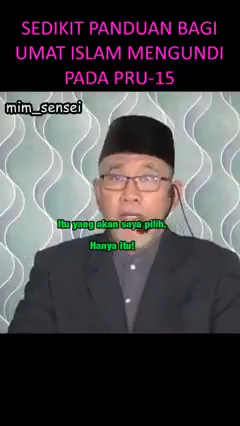 SEDIKIT PANDUAN BAGI
UMAT ISLAM MENGUNDI
PADA PRU-15
mim_sensei
Itu yang akan saya pilih.
Hanya itu!